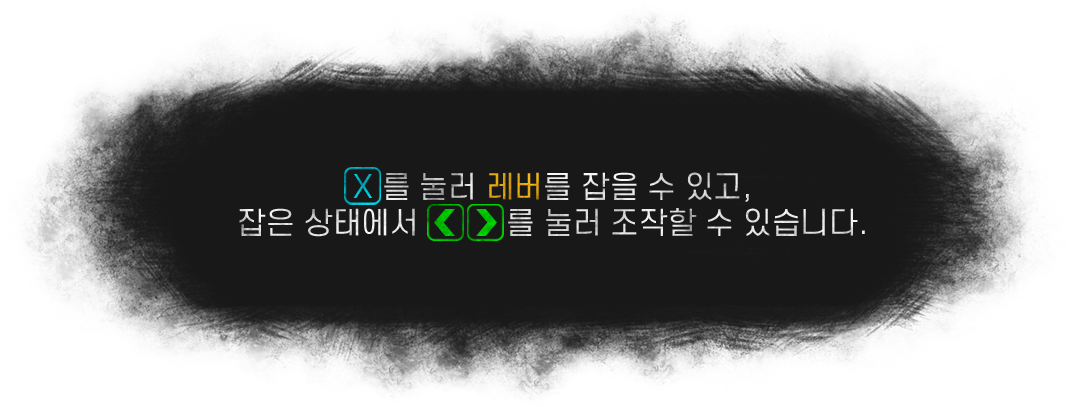 X를 눌러 레버를 잡을 수 있고,
잡은 상태에서 < >를 눌러 조작할 수 있습니다.